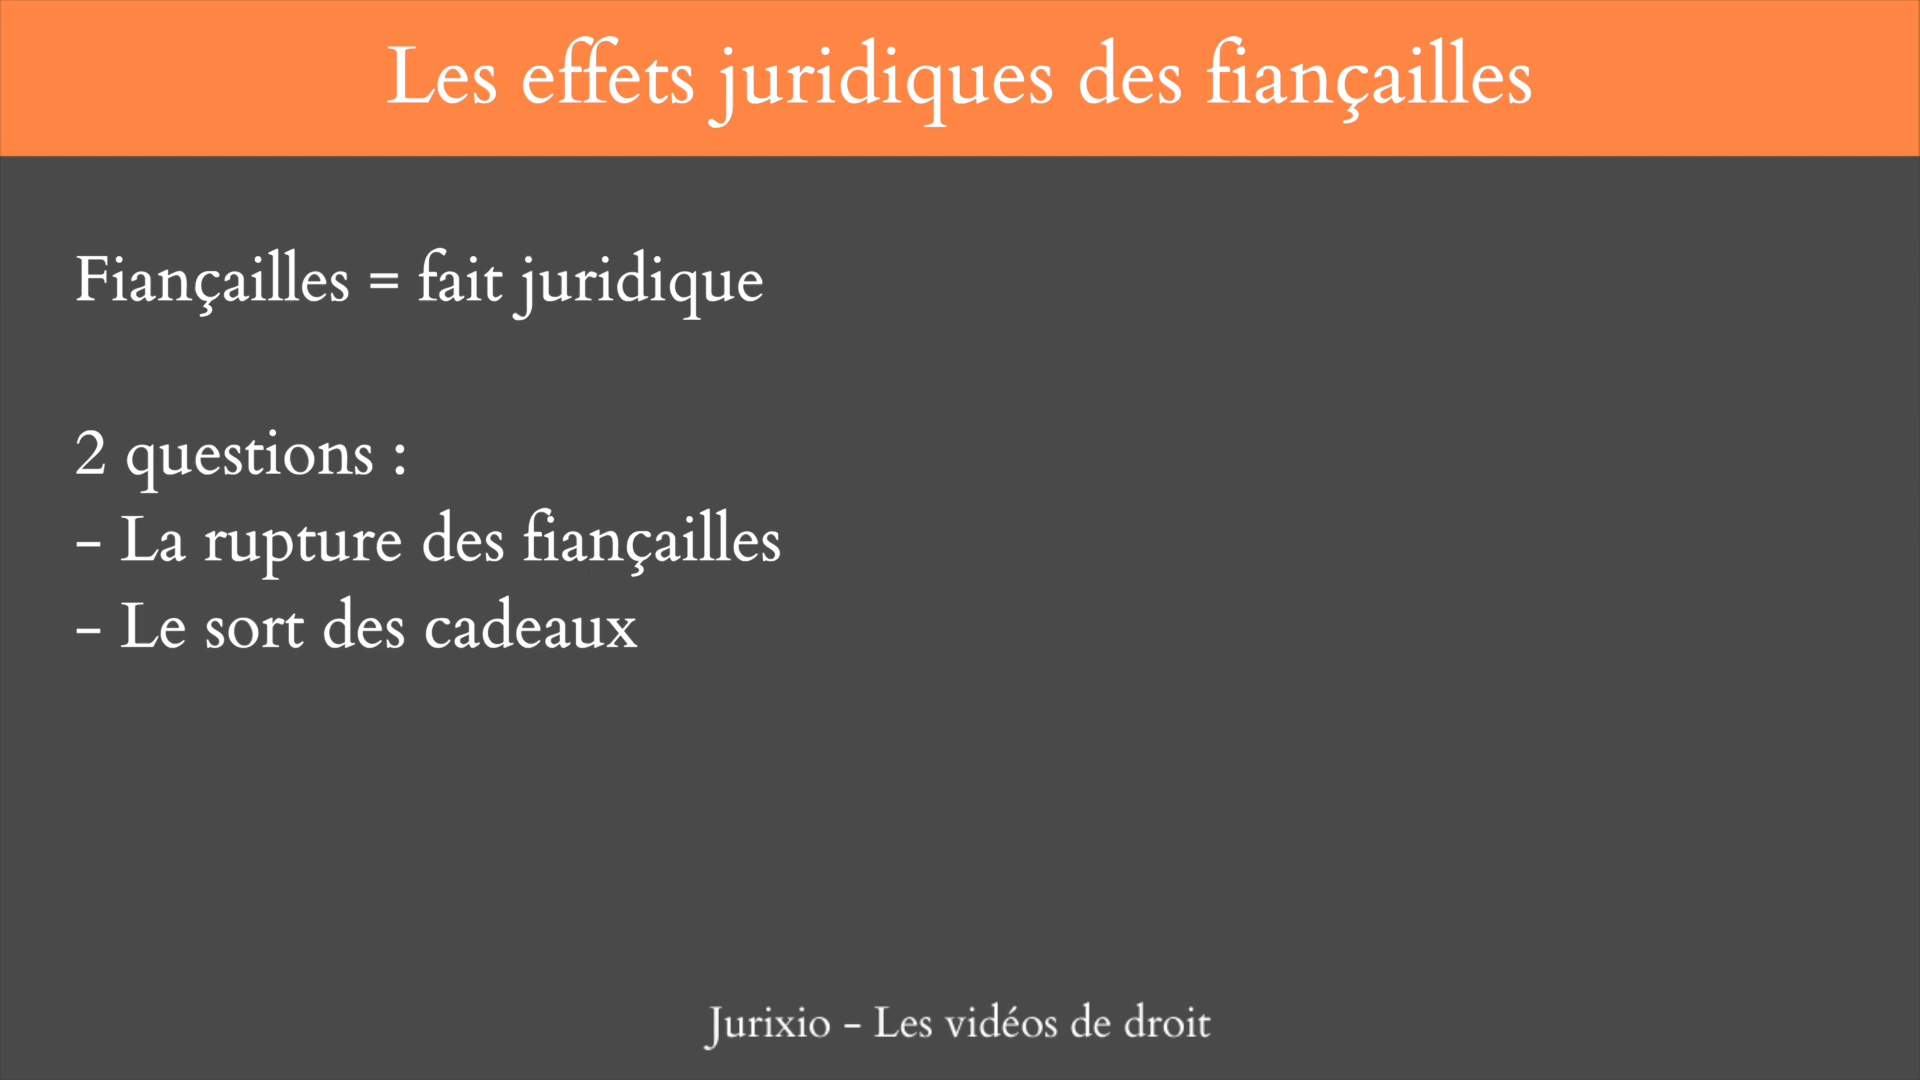 Les effets juridiques des fiançailles
Fiançailles = fait juridique
2 questions :
- La rupture des fiançailles
- Le sort des cadeaux
Jurixio - Les vidéos de droit